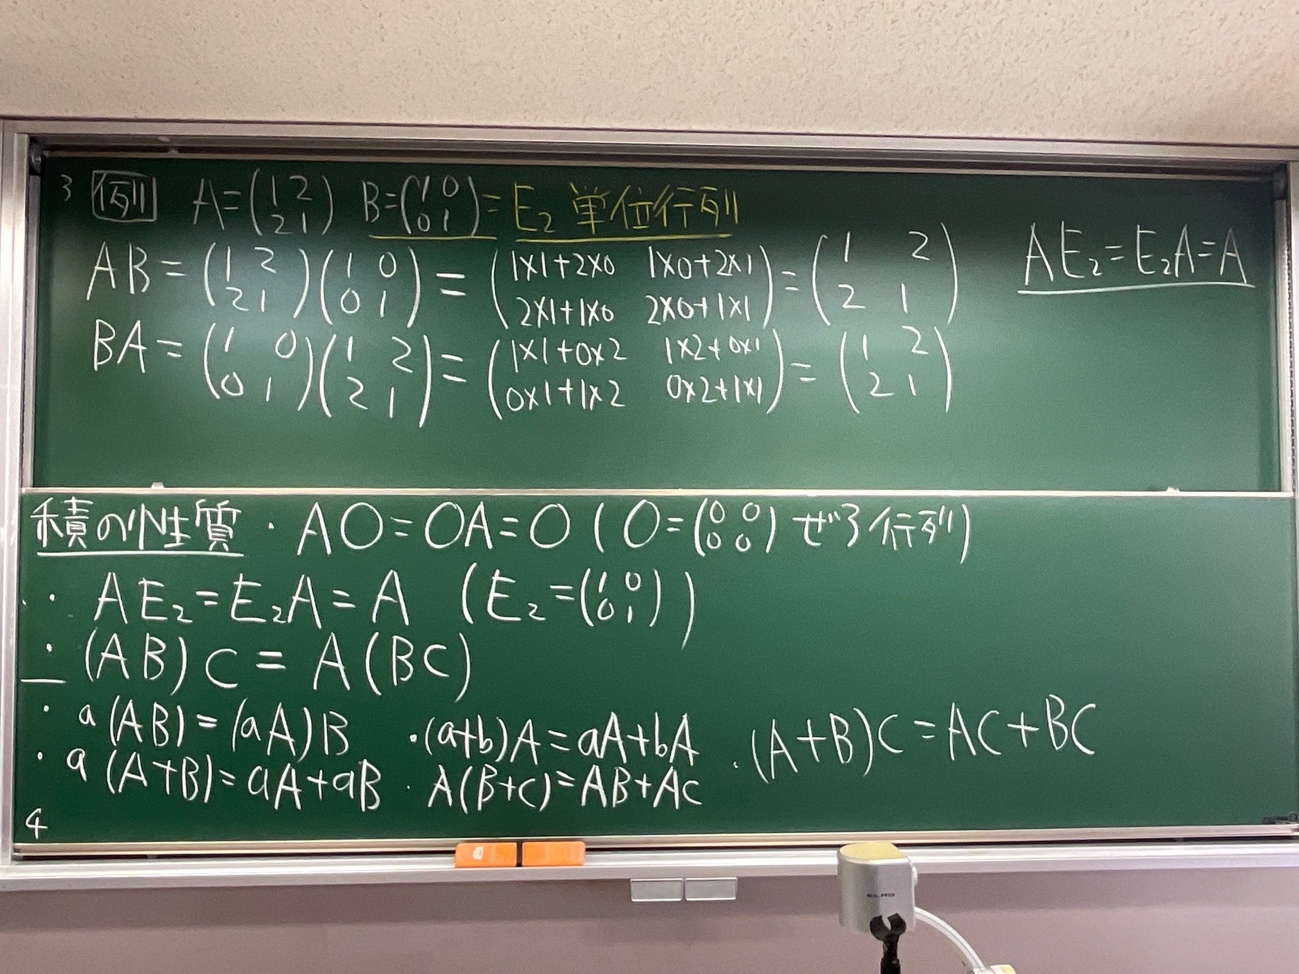 3 例 A=(1 2 2 1) B=(1 0 0 1)=E₂ 単位行列
AB=(1 2 2 1)(1 0 0 1)=(1×1+2×0 1×0+2×1 2×1+1×0 2×0+1×1)=(1 2 2 1) AE₂=E₂A=A
BA=(1 0 0 1)(1 2 2 1)=(1×1+0×2 1×2+0×1 0×1+1×2 0×2+1×1)=(1 2 2 1)
積の性質 ・AO=OA=O (O=(0 0 0 0) ぜろ行列)
・AE₂=E₂A=A (E₂=(1 0 0 1))
・(AB)C=A(BC)
・a(AB)=(aA)B ・(a+b)A=aA+bA ・(A+B)C=AC+BC
・a(A+B)=aA+aB ・A(B+C)=AB+AC
4